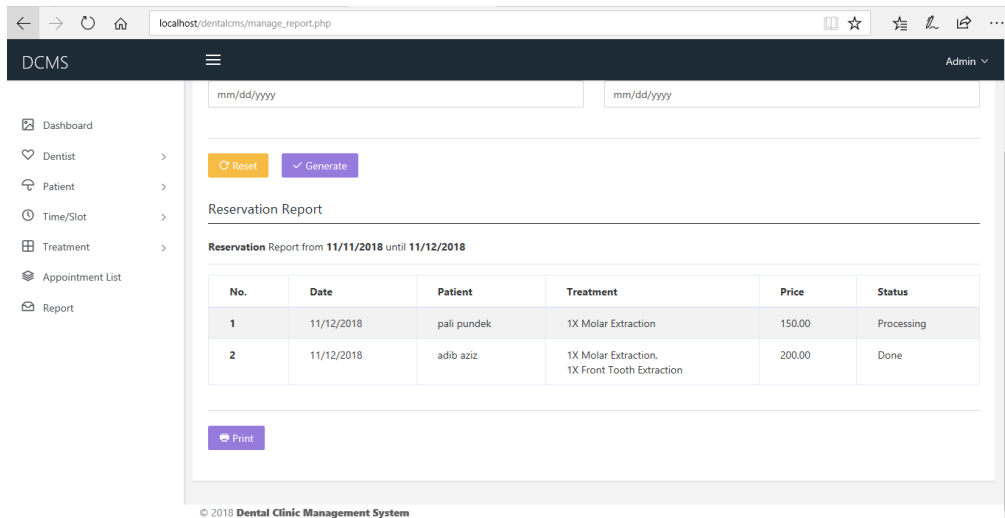 localhost/dentalcms/manage_report.php
DCMS
Admin
mm/dd/yyyy mm/dd/yyyy
Dashboard
Dentist
Patient
Time/Slot
Treatment
Appointment List
Report
Reset Generate
Reservation Report
Reservation Report from 11/11/2018 until 11/12/2018
No. Date Patient Treatment Price Status
1 11/12/2018 pali pundek 1X Molar Extraction 150.00 Processing
2 11/12/2018 adib aziz 1X Molar Extraction, 200.00 Done
1X Front Tooth Extraction
Print
© 2018 Dental Clinic Management System